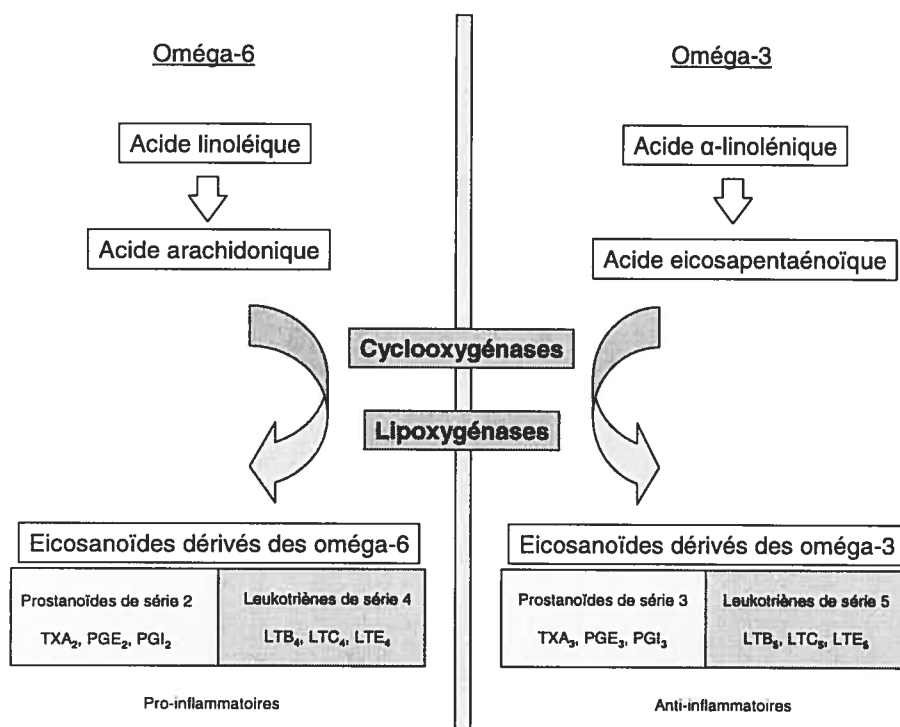 Oméga-6
Acide linoléique
Acide arachidonique
Oméga-3
Acide α-linolénique
Acide eicosapentaénoïque
Cyclooxygénases
Lipoxygénases
Eicosanoïdes dérivés des oméga-6
Prostanoïdes de série 2
TXA₂, PGE₂, PGI₂
Leukotriènes de série 4
LTB₄, LTC₄, LTE₄
Pro-inflammatoires
Eicosanoïdes dérivés des oméga-3
Prostanoïdes de série 3
TXA₃, PGE₃, PGI₃
Leukotriènes de série 5
LTB₅, LTC₅, LTE₅
Anti-inflammatoires